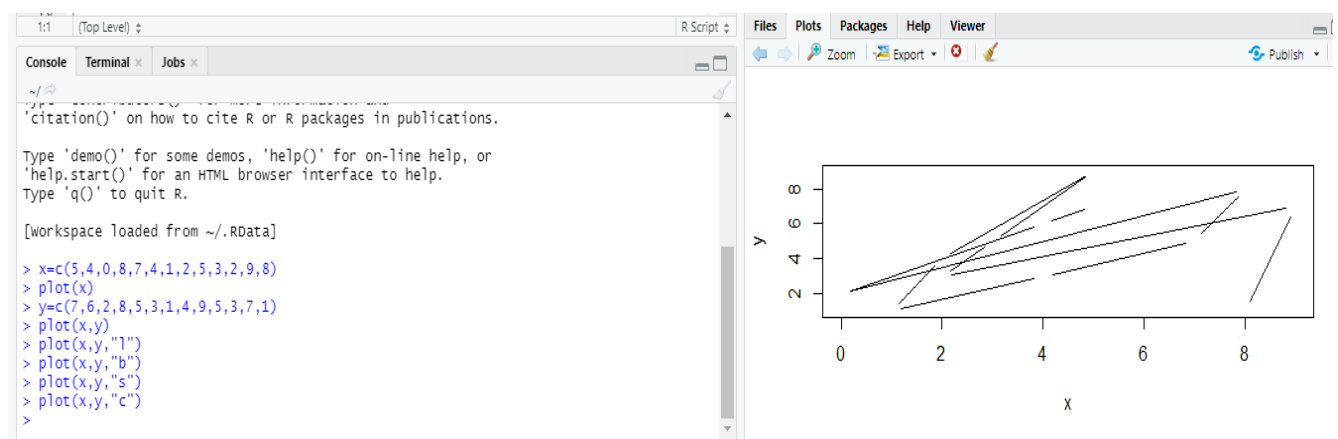 1:1 (Top Level) R Script
Console Terminal Jobs
~/
'citation()' on how to cite R or R packages in publications.
Type 'demo()' for some demos, 'help()' for on-line help, or
'help.start()' for an HTML browser interface to help.
Type 'q()' to quit R.
[Workspace loaded from ~/.RData]
> x=c(5,4,0,8,7,4,1,2,5,3,2,9,8)
> plot(x)
> y=c(7,6,2,8,5,3,1,4,9,5,3,7,1)
> plot(x,y)
> plot(x,y,"l")
> plot(x,y,"b")
> plot(x,y,"s")
> plot(x,y,"c")
>
Files Plots Packages Help Viewer
Zoom Export Publish
8
6
4
2
y
0 2 4 6 8
x